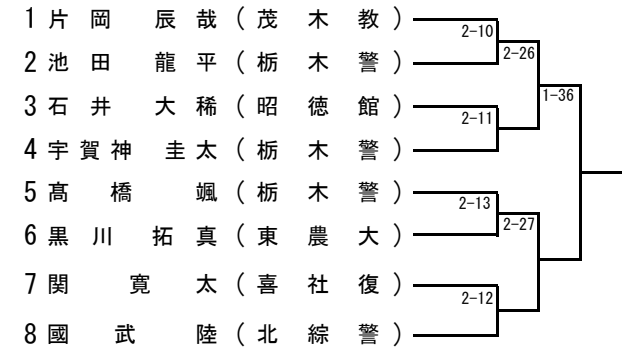 1 片岡 辰哉 (茂木教)
2 池田 龍平 (栃木警)
3 石井 大稀 (昭徳館)
4 宇賀神 圭太 (栃木警)
5 髙橋 颯 (栃木警)
6 黒川 拓真 (東農大)
7 関 寛太 (喜社復)
8 國武 陸 (北綜警)
2-10
2-26
1-36
2-11
2-13
2-27
2-12